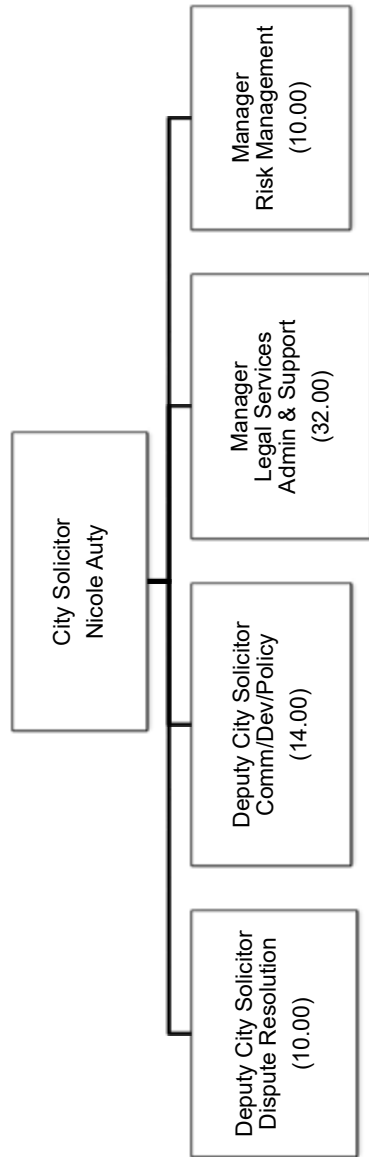 City Solicitor
Nicole Auty
Deputy City Solicitor
Dispute Resolution
(10.00)
Deputy City Solicitor
Comm/Dev/Policy
(14.00)
Manager
Legal Services
Admin & Support
(32.00)
Manager
Risk Management
(10.00)